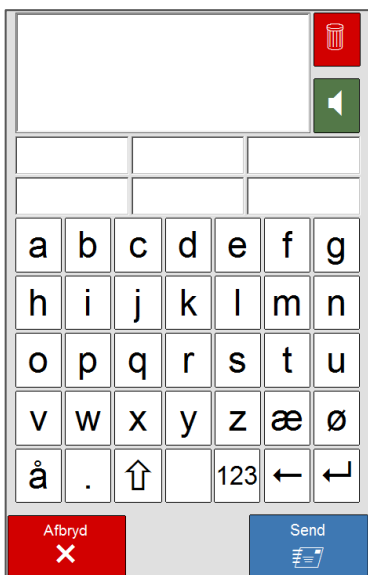 a b c d e f g
h i j k l m n
o p q r s t u
v w x y z æ ø
å . ⇧ 123 ← ↵
Afbryd Send